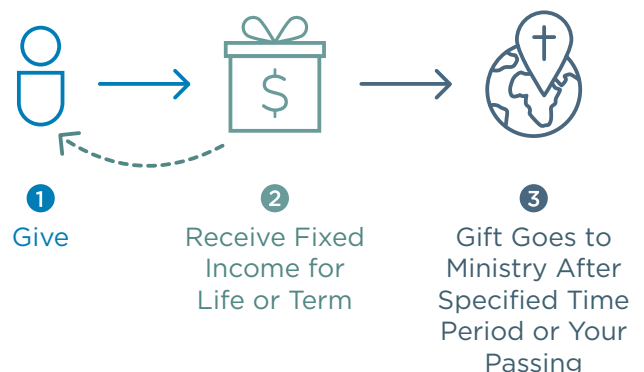 $
1
Give
2
Receive Fixed
Income for
Life or Term
3
Gift Goes to
Ministry After
Specified Time
Period or Your
Passing